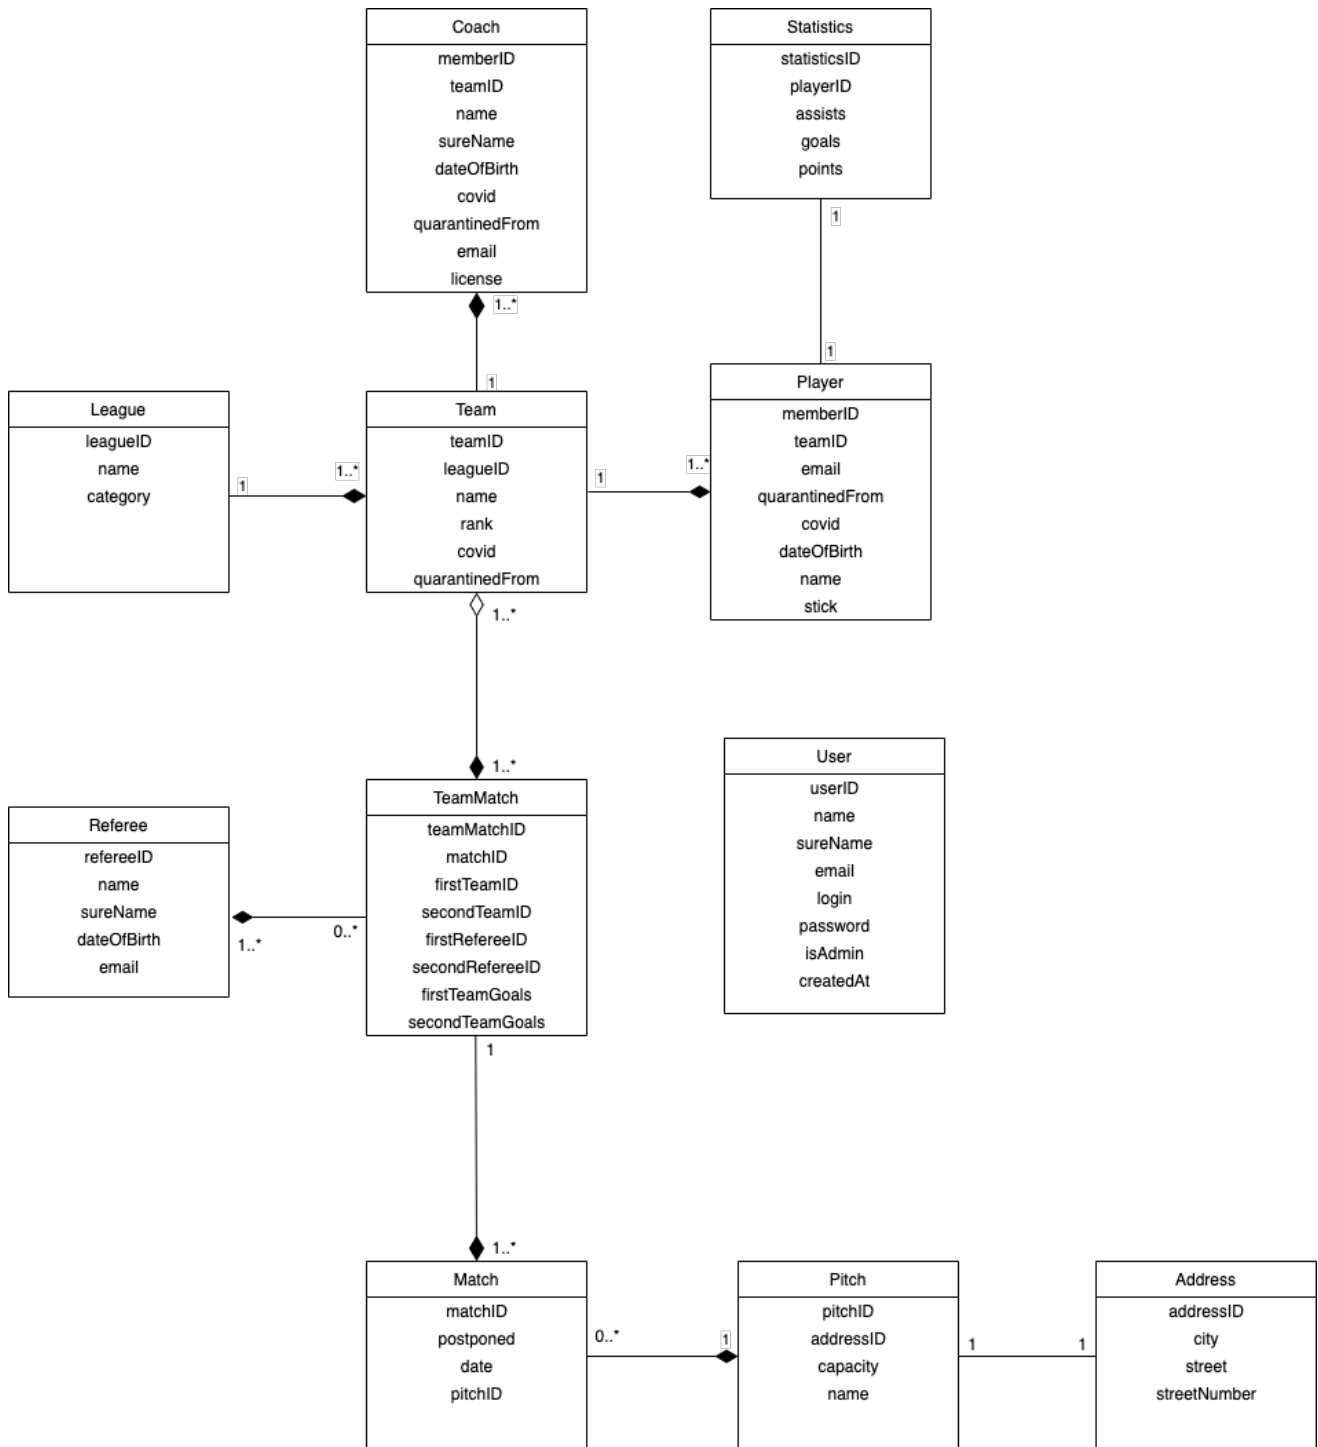 Coach
memberID
teamID
name
sureName
dateOfBirth
covid
quarantinedFrom
email
license
1..*
1
Statistics
statisticsID
playerID
assists
goals
points
1
1
League
leagueID
name
category
1
1..*
Team
teamID
leagueID
name
rank
covid
quarantinedFrom
1
1..*
1..*
1..*
Player
memberID
teamID
email
quarantinedFrom
covid
dateOfBirth
name
stick
Referee
refereeID
name
sureName
dateOfBirth
email
1..*
0..*
TeamMatch
teamMatchID
matchID
firstTeamID
secondTeamID
firstRefereeID
secondRefereeID
firstTeamGoals
secondTeamGoals
1
1..*
User
userID
name
sureName
email
login
password
isAdmin
createdAt
Match
matchID
postponed
date
pitchID
0..*
1
Pitch
pitchID
addressID
capacity
name
1
1
Address
addressID
city
street
streetNumber